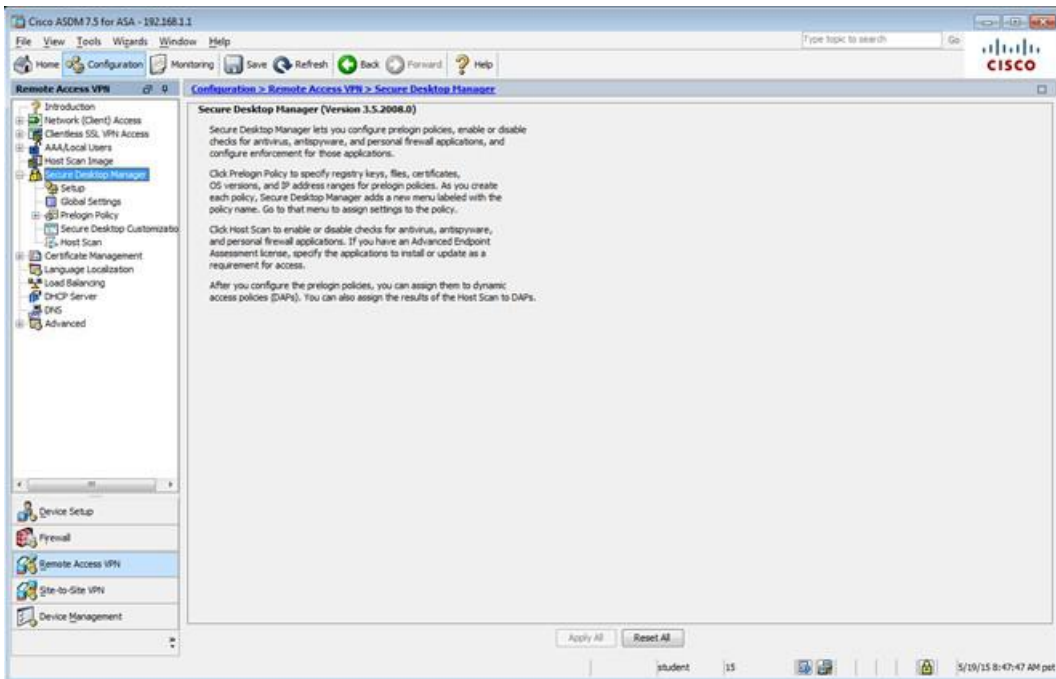 Cisco ASDM 7.5 for ASA - 192.168.1.1
File View Tools Wizards Window Help
Type topic to search Go
Home Configuration Monitoring Save Refresh Back Forward Help
CISCO
Remote Access VPN
Configuration > Remote Access VPN > Secure Desktop Manager
Introduction
Network (Client) Access
Clientless SSL VPN Access
AAA/Local Users
Host Scan Image
Secure Desktop Manager
Setup
Global Settings
Prelogin Policy
Secure Desktop Customizatio
Host Scan
Certificate Management
Language Localization
Load Balancing
DHCP Server
DNS
Advanced
Secure Desktop Manager (Version 3.5.2008.0)
Secure Desktop Manager lets you configure prelogin policies, enable or disable
checks for antivirus, antispyware, and personal firewall applications, and
configure enforcement for those applications.
Click Prelogin Policy to specify registry keys, files, certificates,
OS versions, and IP address ranges for prelogin policies. As you create
each policy, Secure Desktop Manager adds a new menu labeled with the
policy name. Go to that menu to assign settings to the policy.
Click Host Scan to enable or disable checks for antivirus, antispyware,
and personal firewall applications. If you have an Advanced Endpoint
Assessment license, specify the applications to install or update as a
requirement for access.
After you configure the prelogin policies, you can assign them to dynamic
access policies (DAPs). You can also assign the results of the Host Scan to DAPs.
Device Setup
Firewall
Remote Access VPN
Site-to-Site VPN
Device Management
Apply All Reset All
student 15 5/19/15 8:47:47 AM pst